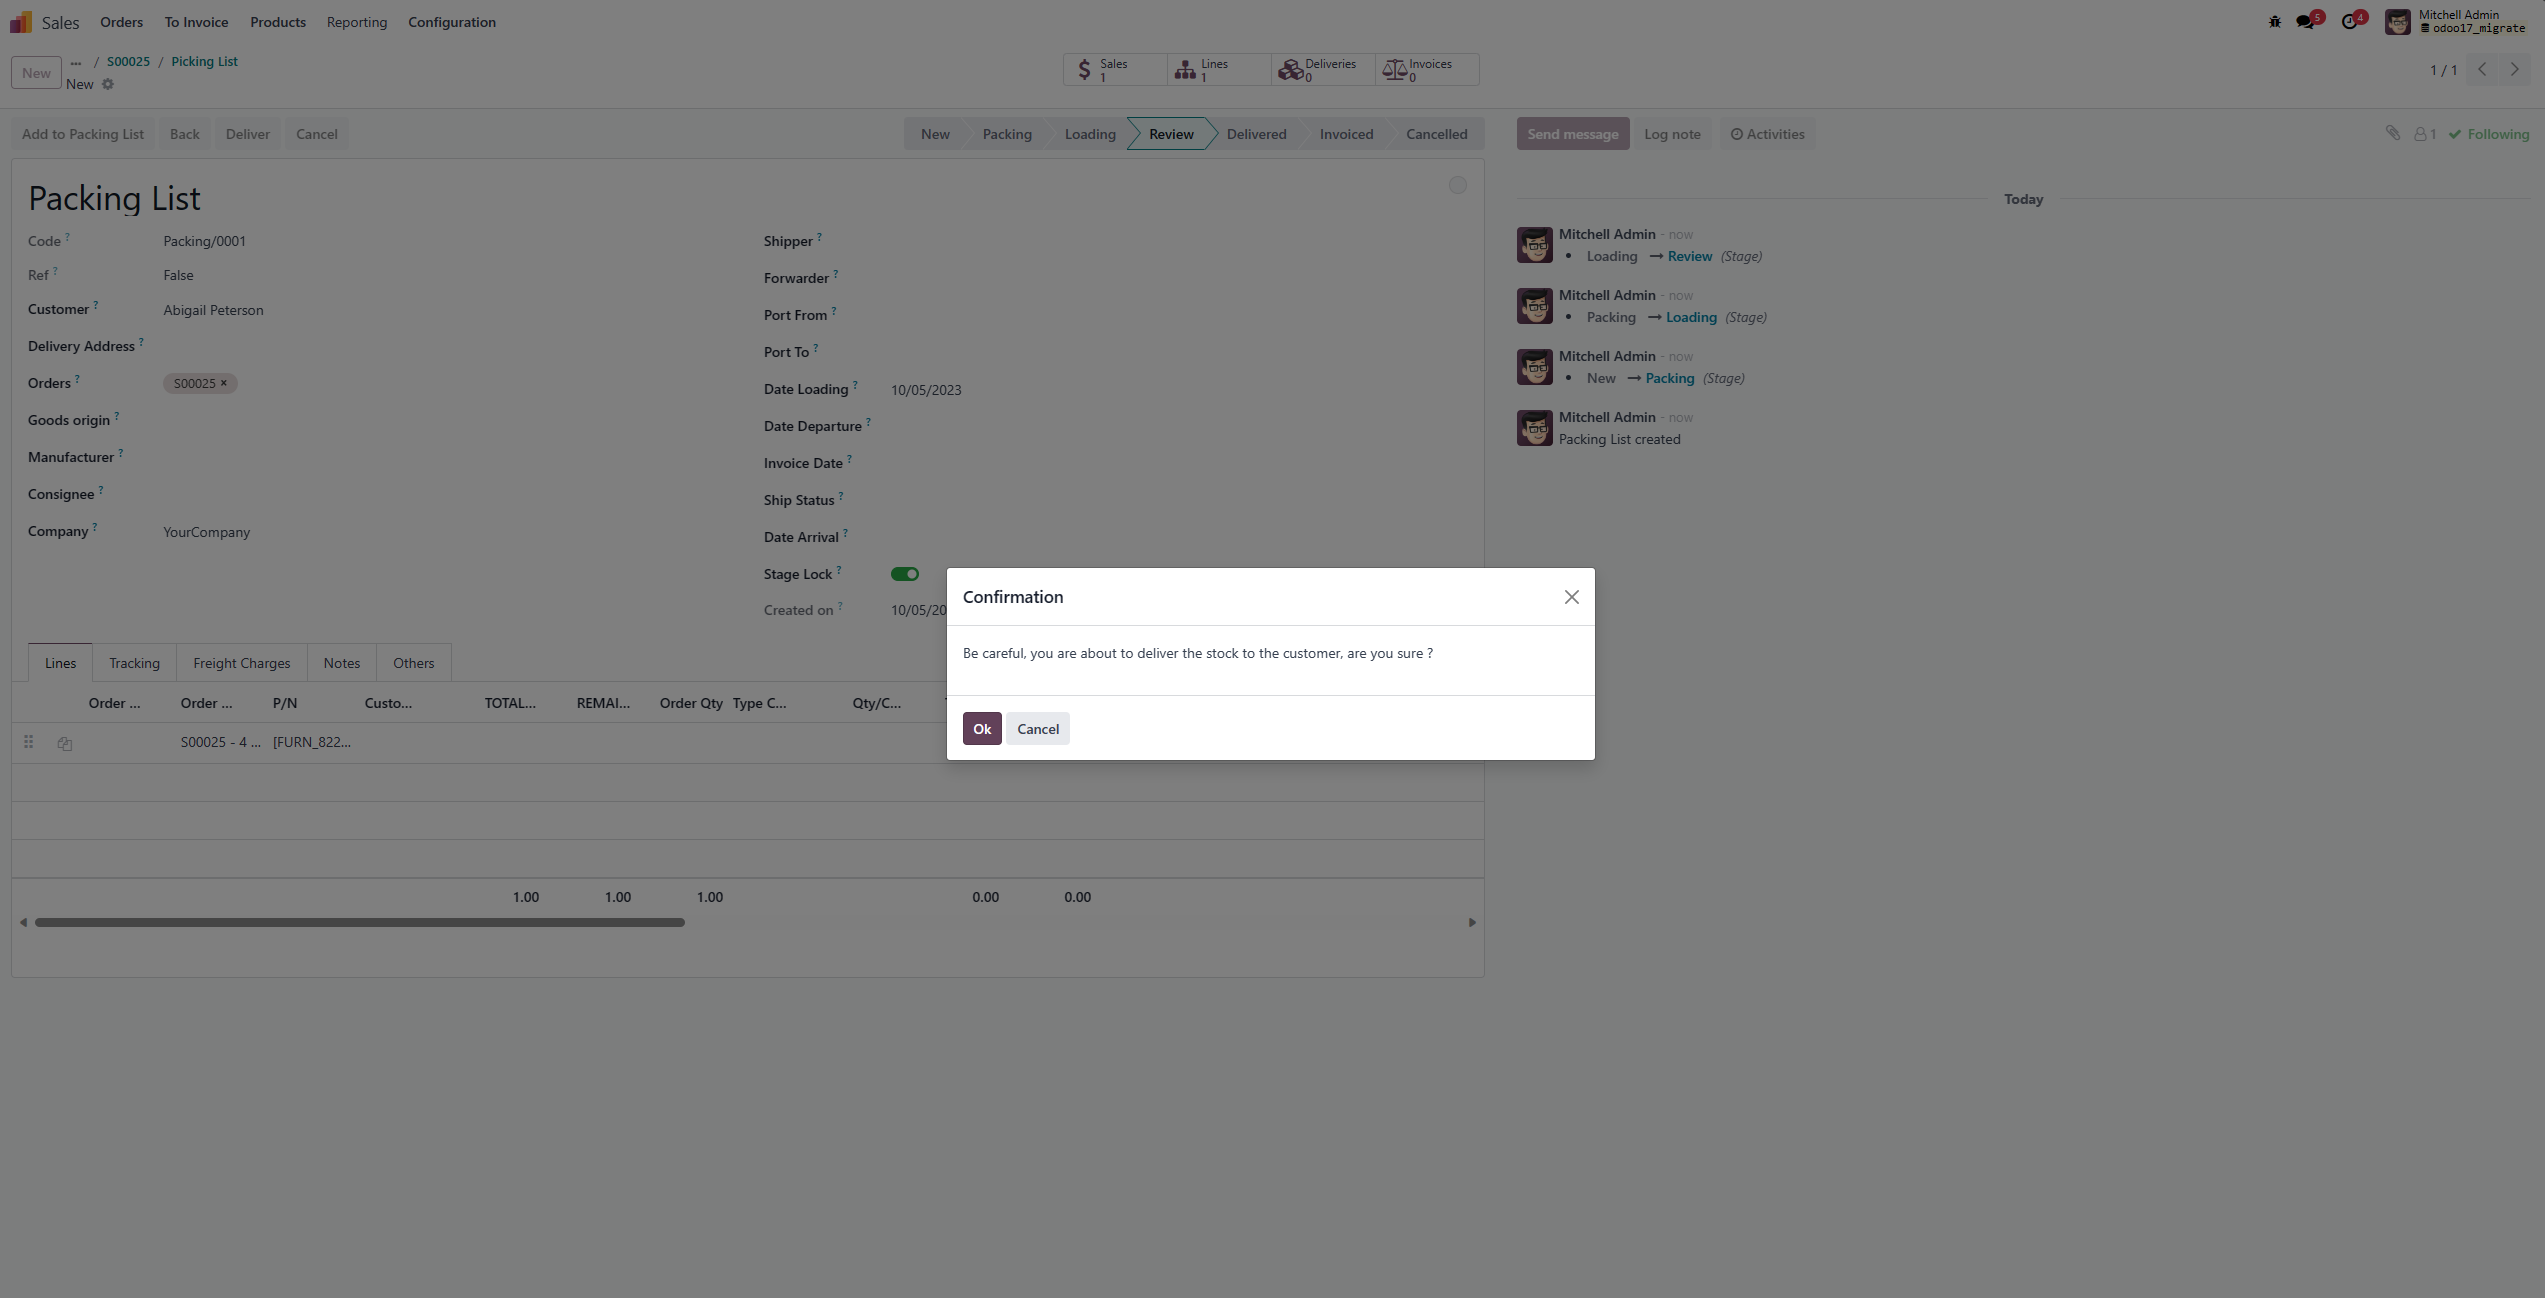 Sales Orders To Invoice Products Reporting Configuration 5 4 Mitchell Admin
odoo17_migrate
New ... / S00025 / Picking List
New
Sales 1 Lines 1 Deliveries 0 Invoices 0
1 / 1
Add to Packing List Back Deliver Cancel
New Packing Loading Review Delivered Invoiced Cancelled
Send message Log note Activities 1 Following
Packing List
Code ? Packing/0001
Ref ? False
Customer ? Abigail Peterson
Delivery Address ?
Orders ? S00025 ×
Goods origin ?
Manufacturer ?
Consignee ?
Company ? YourCompany
Shipper ?
Forwarder ?
Port From ?
Port To ?
Date Loading ? 10/05/2023
Date Departure ?
Invoice Date ?
Ship Status ?
Date Arrival ?
Stage Lock ?
Created on ? 10/05/20
Today
Mitchell Admin - now
• Loading → Review (Stage)
Mitchell Admin - now
• Packing → Loading (Stage)
Mitchell Admin - now
• New → Packing (Stage)
Mitchell Admin - now
Packing List created
Confirmation
Be careful, you are about to deliver the stock to the customer, are you sure ?
Ok Cancel
Lines Tracking Freight Charges Notes Others
Order ... Order ... P/N Custo... TOTAL... REMAI... Order Qty Type C... Qty/C...
S00025 - 4 ... [FURN_822...
1.00 1.00 1.00 0.00 0.00